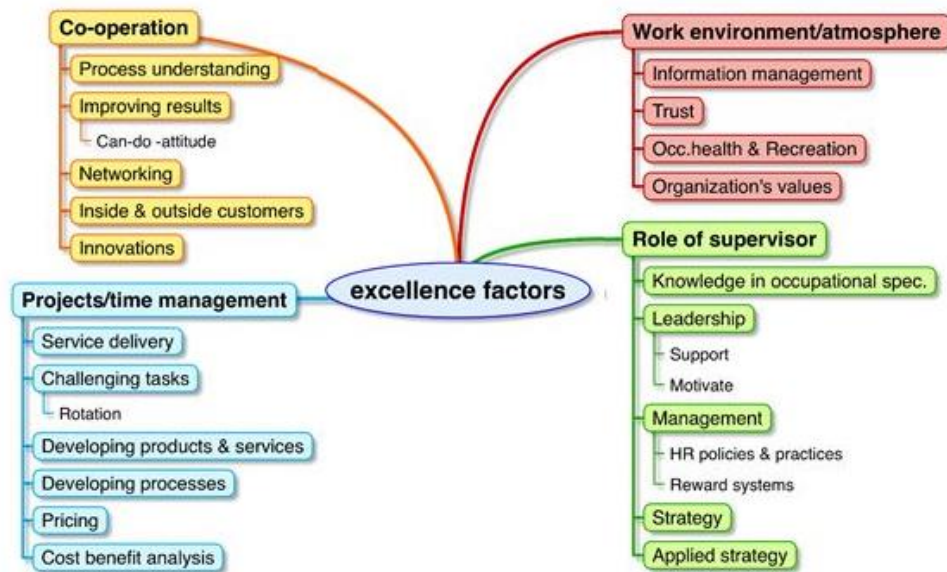 Co-operation
Process understanding
Improving results
Can-do -attitude
Networking
Inside & outside customers
Innovations
Projects/time management
Service delivery
Challenging tasks
Rotation
Developing products & services
Developing processes
Pricing
Cost benefit analysis
excellence factors
Work environment/atmosphere
Information management
Trust
Occ.health & Recreation
Organization's values
Role of supervisor
Knowledge in occupational spec.
Leadership
Support
Motivate
Management
HR policies & practices
Reward systems
Strategy
Applied strategy